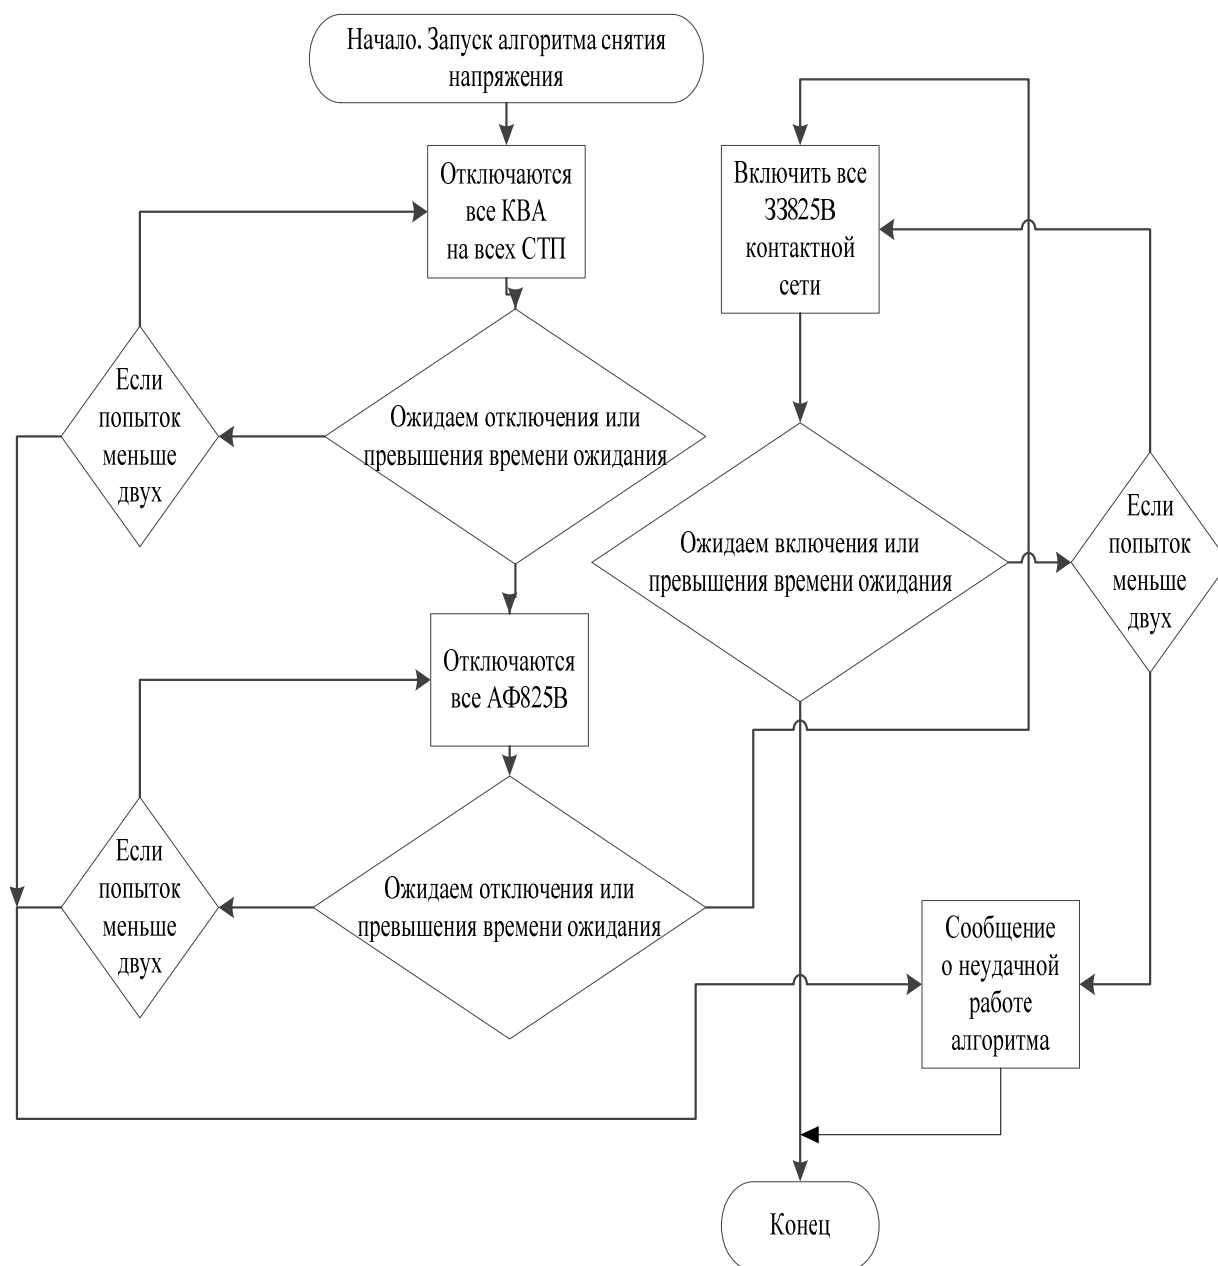 Начало. Запуск алгоритма снятия
напряжения
Отключаются
все КВА
на всех СТП
Включить все
ЗЗ825В
контактной
сети
Если
попыток
меньше
двух
Ожидаем отключения или
превышения времени ожидания
Ожидаем включения или
превышения времени ожидания
Если
попыток
меньше
двух
Отключаются
все АФ825В
Если
попыток
меньше
двух
Ожидаем отключения или
превышения времени ожидания
Сообщение
о неудачной
работе
алгоритма
Конец